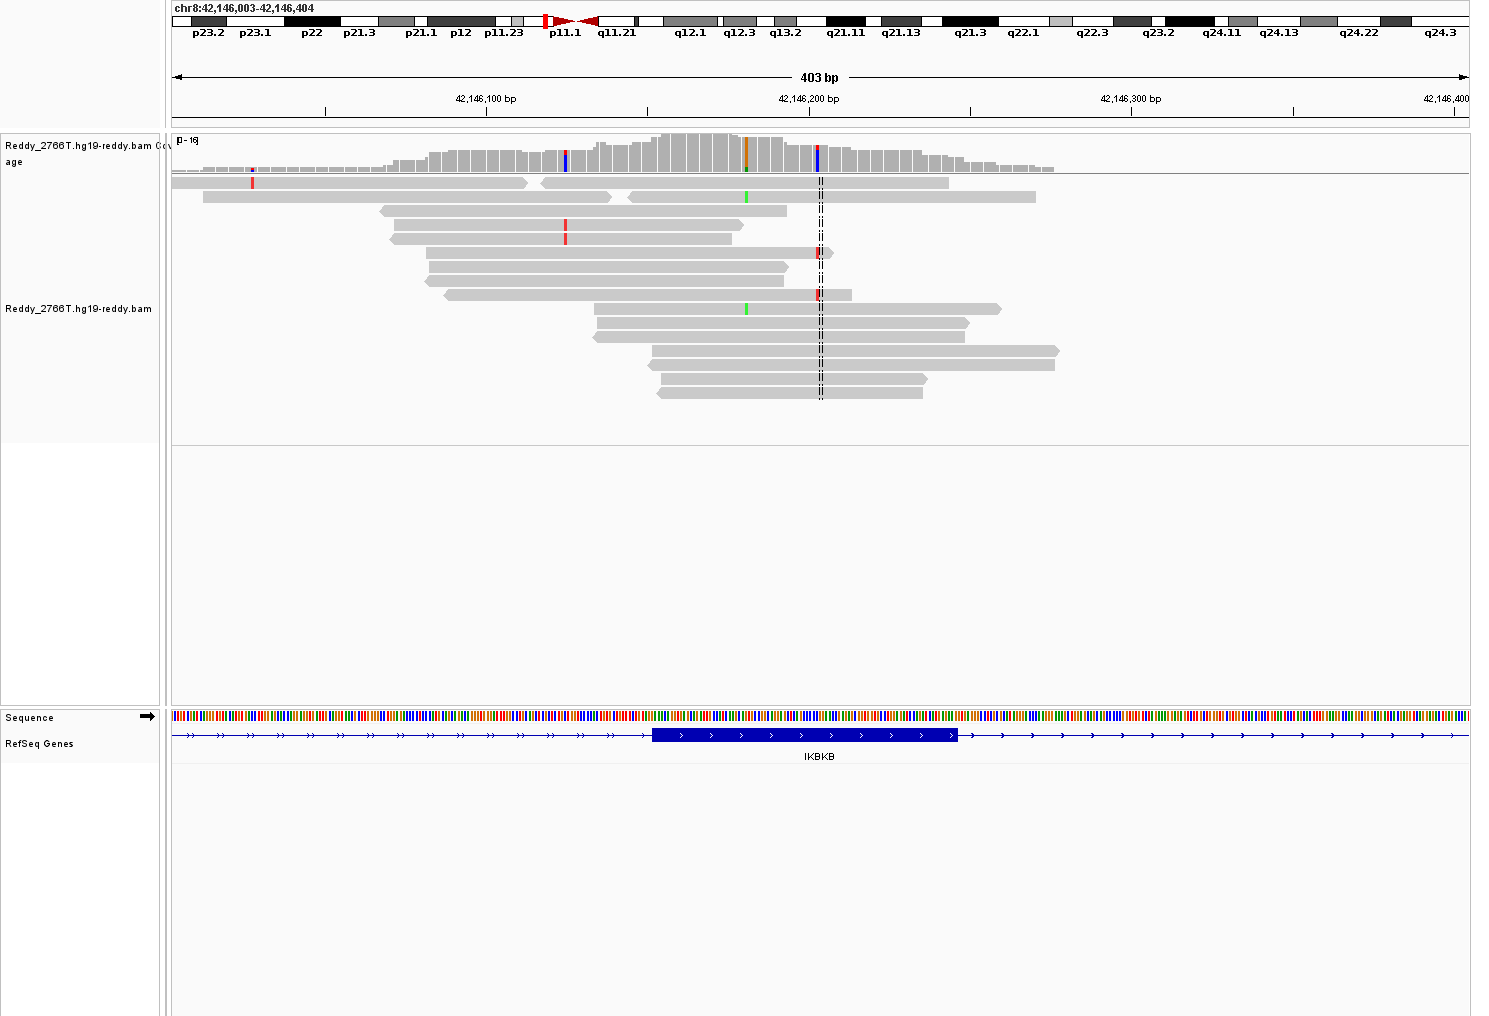 chr8:42,146,003-42,146,404
p23.2 p23.1 p22 p21.3 p21.1 p12 p11.23 p11.1 q11.21 q12.1 q12.3 q13.2 q21.11 q21.13 q21.3 q22.1 q22.3 q23.2 q24.11 q24.13 q24.22 q24.3
403 bp
42,146,100 bp 42,146,200 bp 42,146,300 bp 42,146,400
Reddy_2766T.hg19-reddy.bam Cov
age
[0 - 16]
Reddy_2766T.hg19-reddy.bam
Sequence
RefSeq Genes
IKBKB